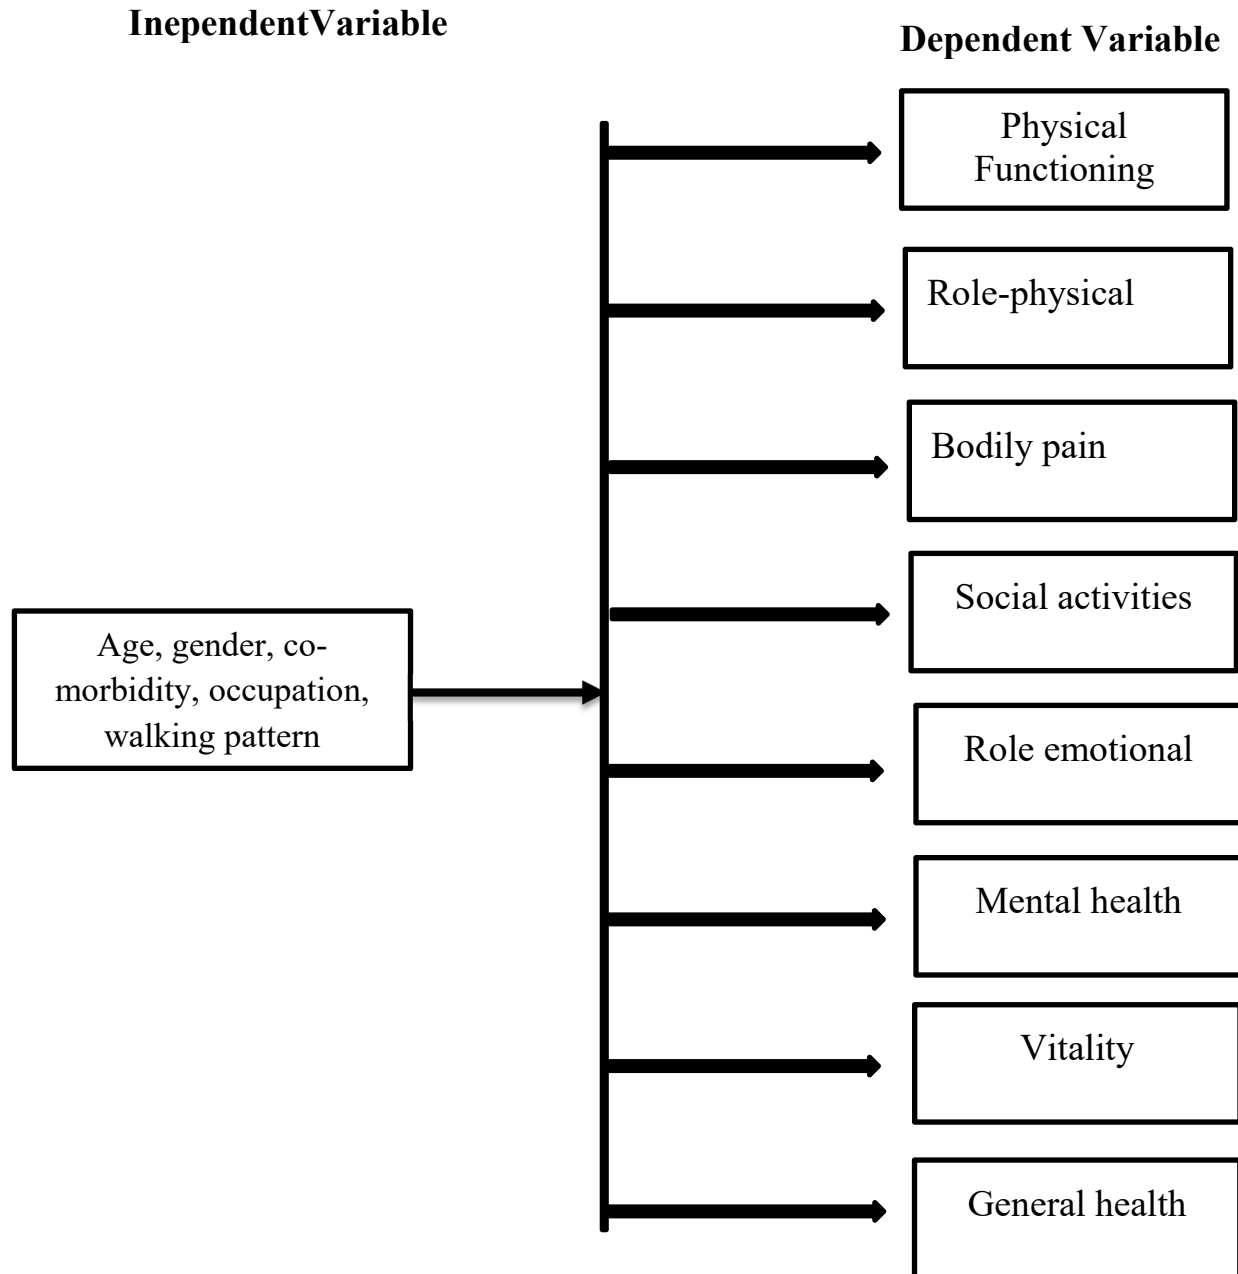 InependentVariable
Dependent Variable
Physical
Functioning
Role-physical
Bodily pain
Social activities
Age, gender, co-
morbidity, occupation,
walking pattern
Role emotional
Mental health
Vitality
General health